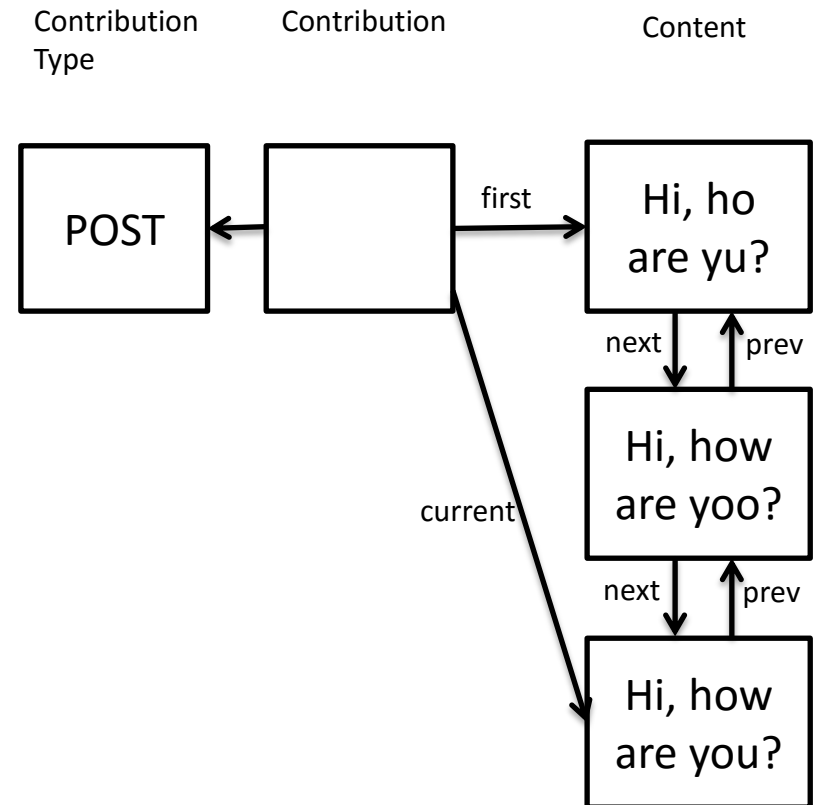 Contribution
Type
Contribution
Content
POST
first
Hi, ho
are yu?
next
prev
Hi, how
are yoo?
current
next
prev
Hi, how
are you?